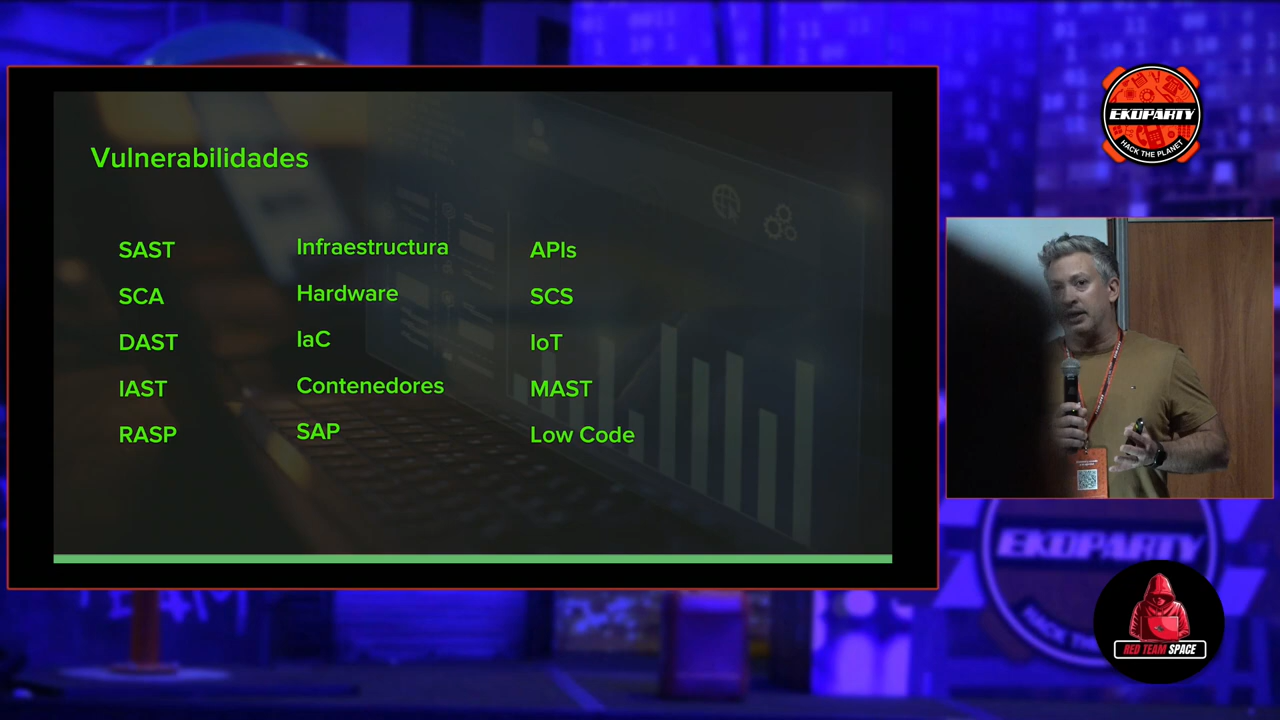 Vulnerabilidades
SAST
SCA
DAST
IAST
RASP
Infraestructura
Hardware
IaC
Contenedores
SAP
APIs
SCS
IoT
MAST
Low Code
EKOPARTY
HACK THE PLANET
EKOPARTY
RED TEAM SPACE